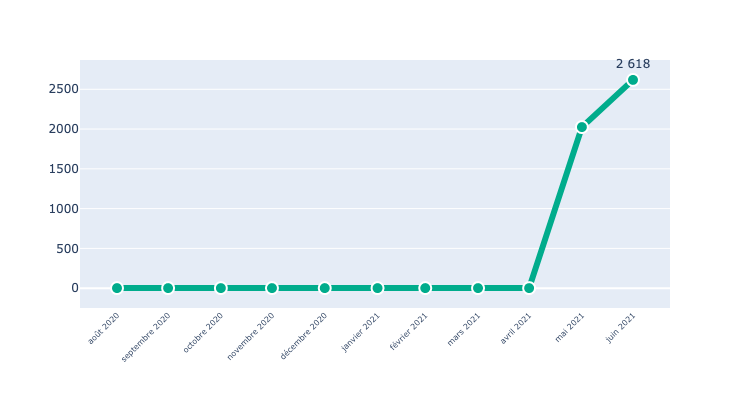 2 618
2500
2000
1500
1000
500
0
août 2020
septembre 2020
octobre 2020
novembre 2020
décembre 2020
janvier 2021
février 2021
mars 2021
avril 2021
mai 2021
juin 2021